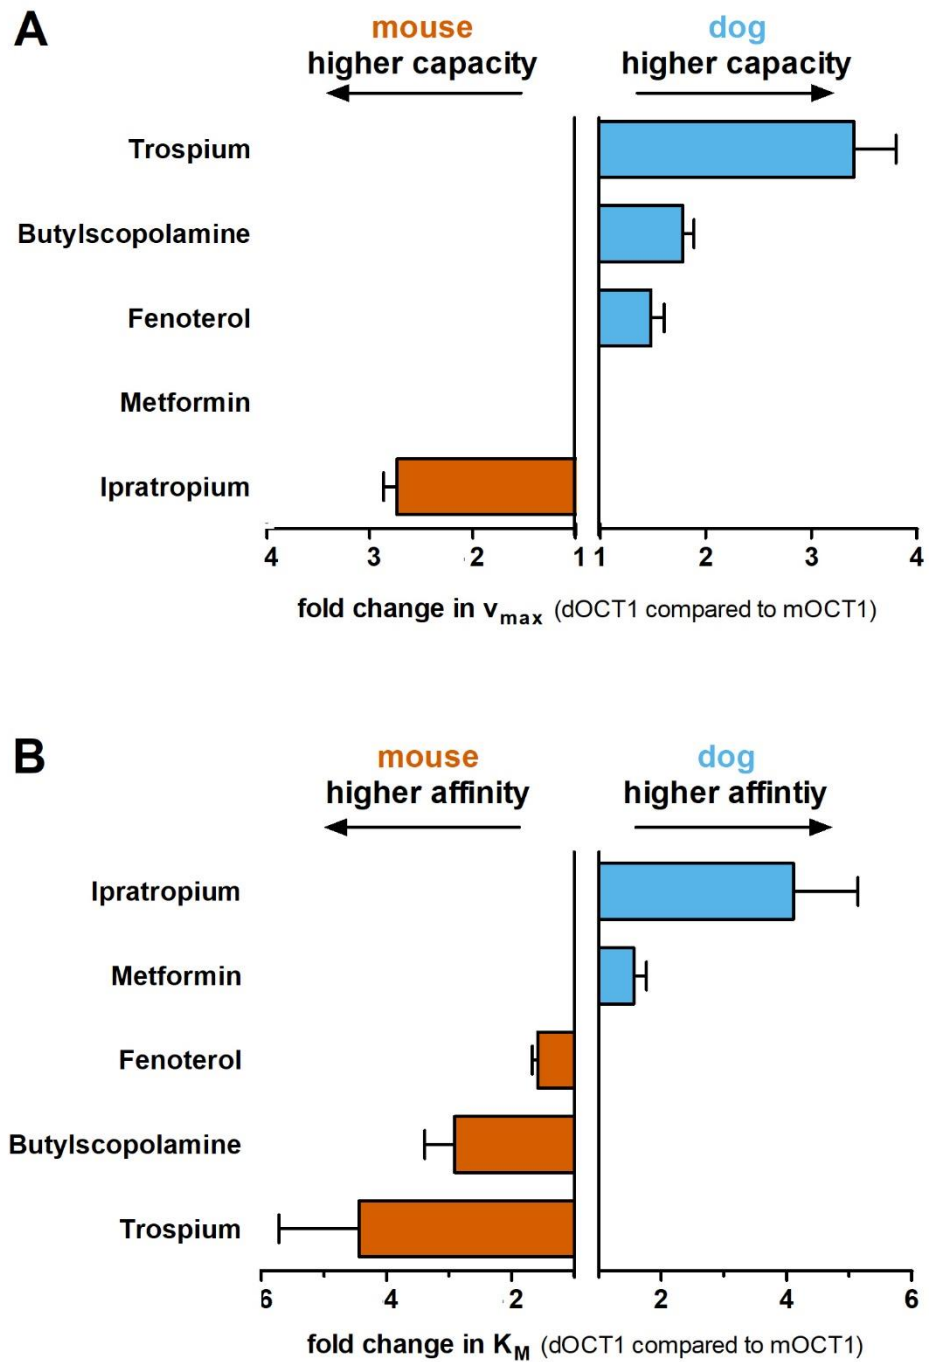 A
mouse dog
higher capacity higher capacity
Trospium
Butylscopolamine
Fenoterol
Metformin
Ipratropium
4 3 2 1 1 2 3 4
fold change in vmax (dOCT1 compared to mOCT1)
B
mouse dog
higher affinity higher affintiy
Ipratropium
Metformin
Fenoterol
Butylscopolamine
Trospium
6 4 2 2 4 6
fold change in KM (dOCT1 compared to mOCT1)